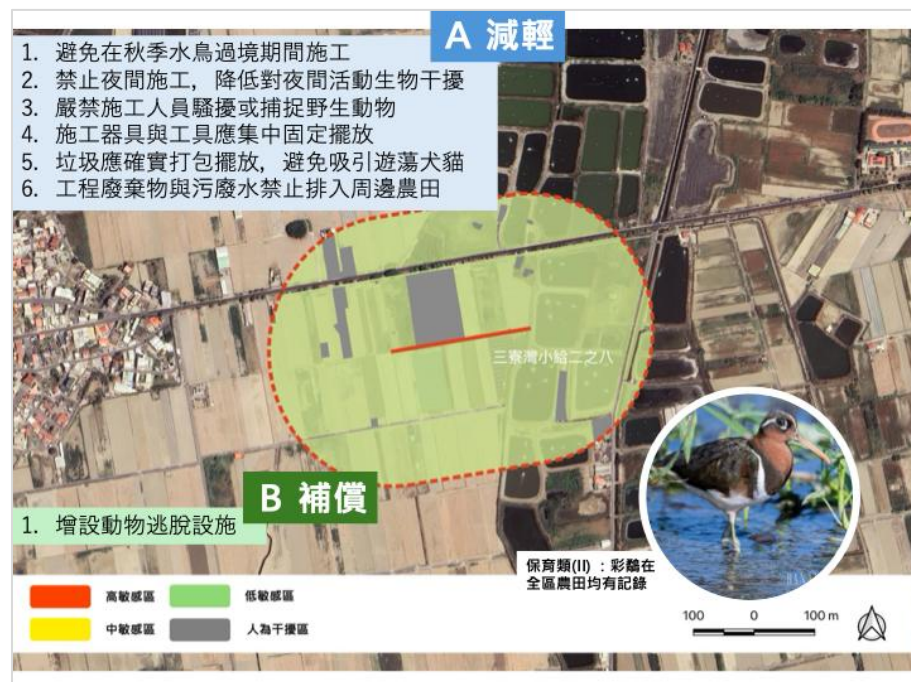 A 減輕
1. 避免在秋季水鳥過境期間施工
2. 禁止夜間施工，降低對夜間活動生物干擾
3. 嚴禁施工人員騷擾或捕捉野生動物
4. 施工器具與工具應集中固定擺放
5. 垃圾應確實打包擺放，避免吸引遊蕩犬貓
6. 工程廢棄物與污廢水禁止排入周邊農田
三寮灣小給二之八
B 補償
1. 增設動物逃脫設施
保育類(II)：彩鷸在
全區農田均有記錄
高敏感區
低敏感區
中敏感區
人為干擾區
100 0 100 m